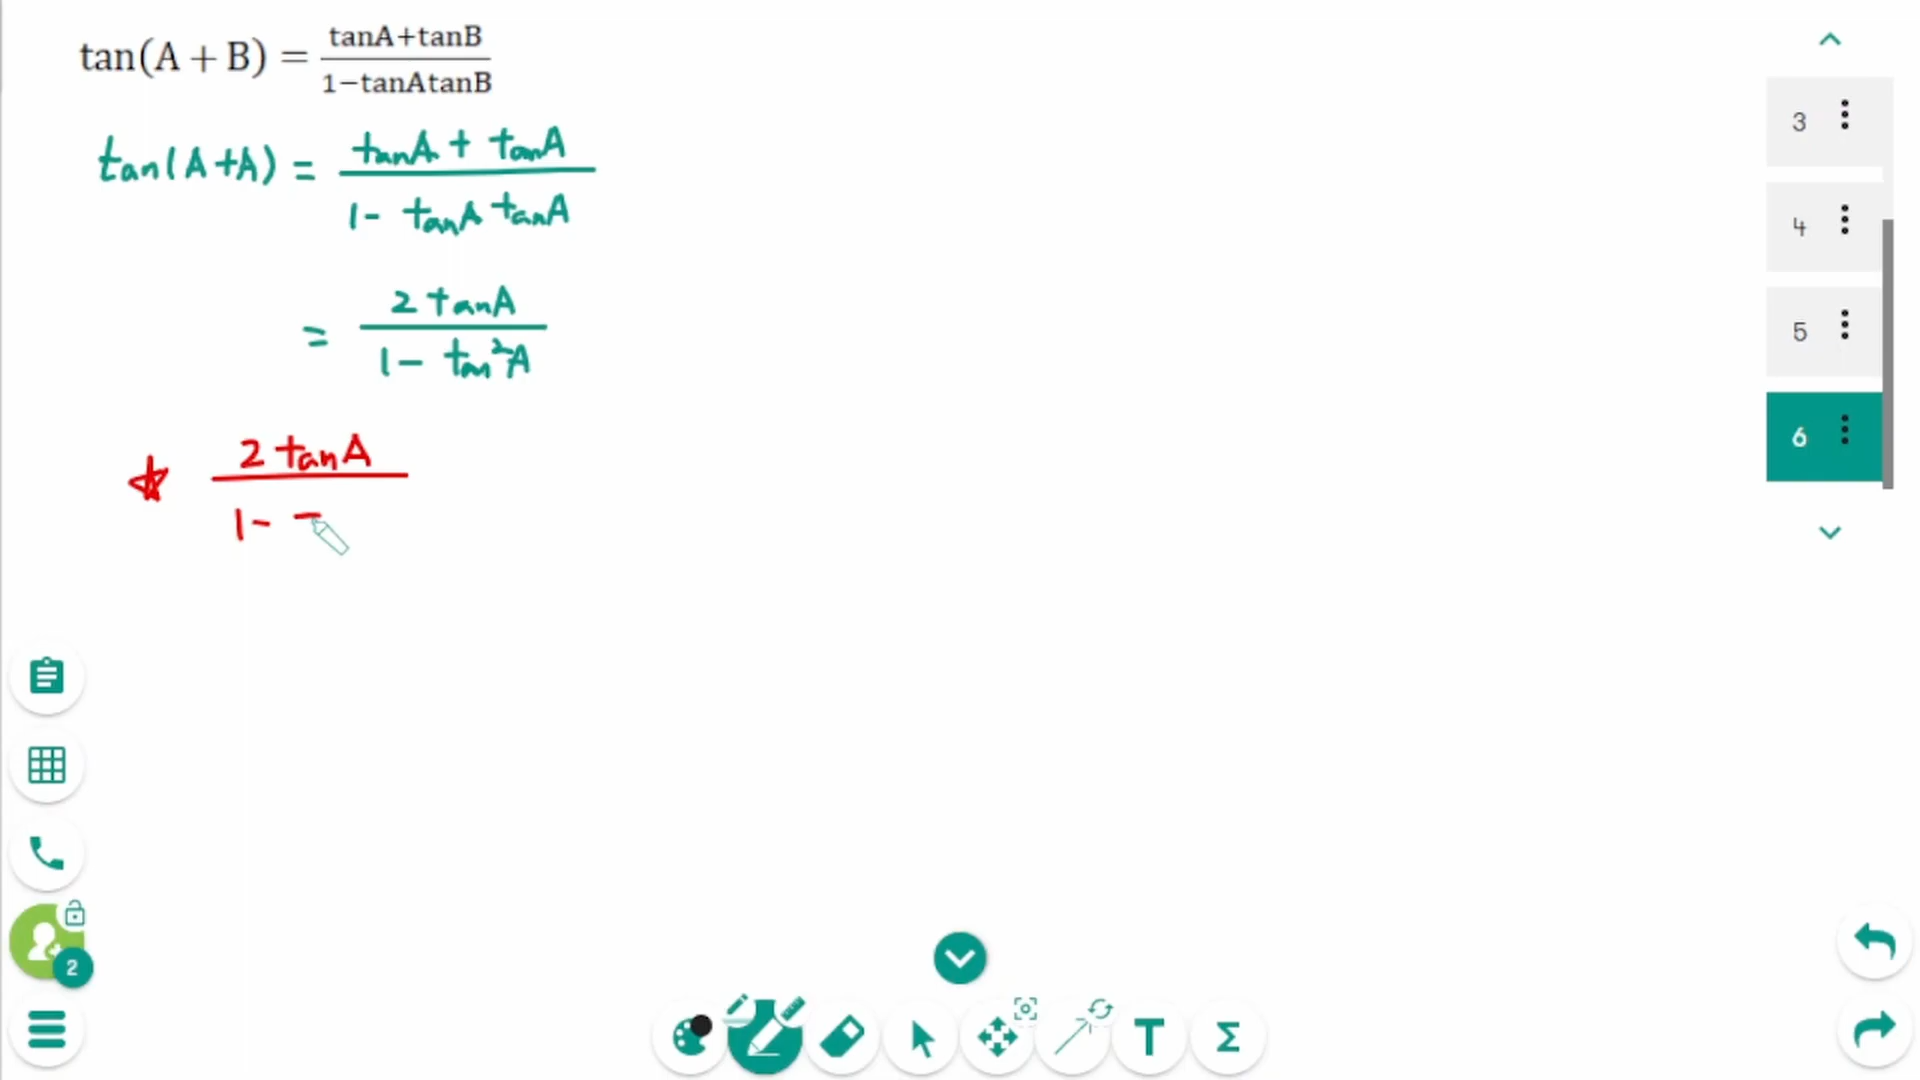 tan(A + B) = tanA+tanB / 1−tanAtanB
tan(A+A) = tanA + tanA / 1 - tanA tanA
= 2 tanA / 1 - tan²A
2 tanA / 1 -
3
4
5
6
2
T
Σ